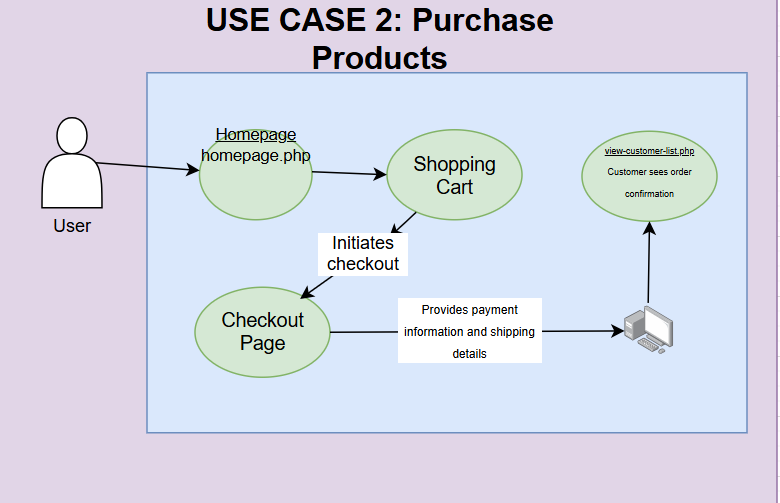 USE CASE 2: Purchase
Products
Homepage
homepage.php
Shopping
Cart
view-customer-list.php
Customer sees order
confirmation
User
Initiates
checkout
Checkout
Page
Provides payment
information and shipping
details